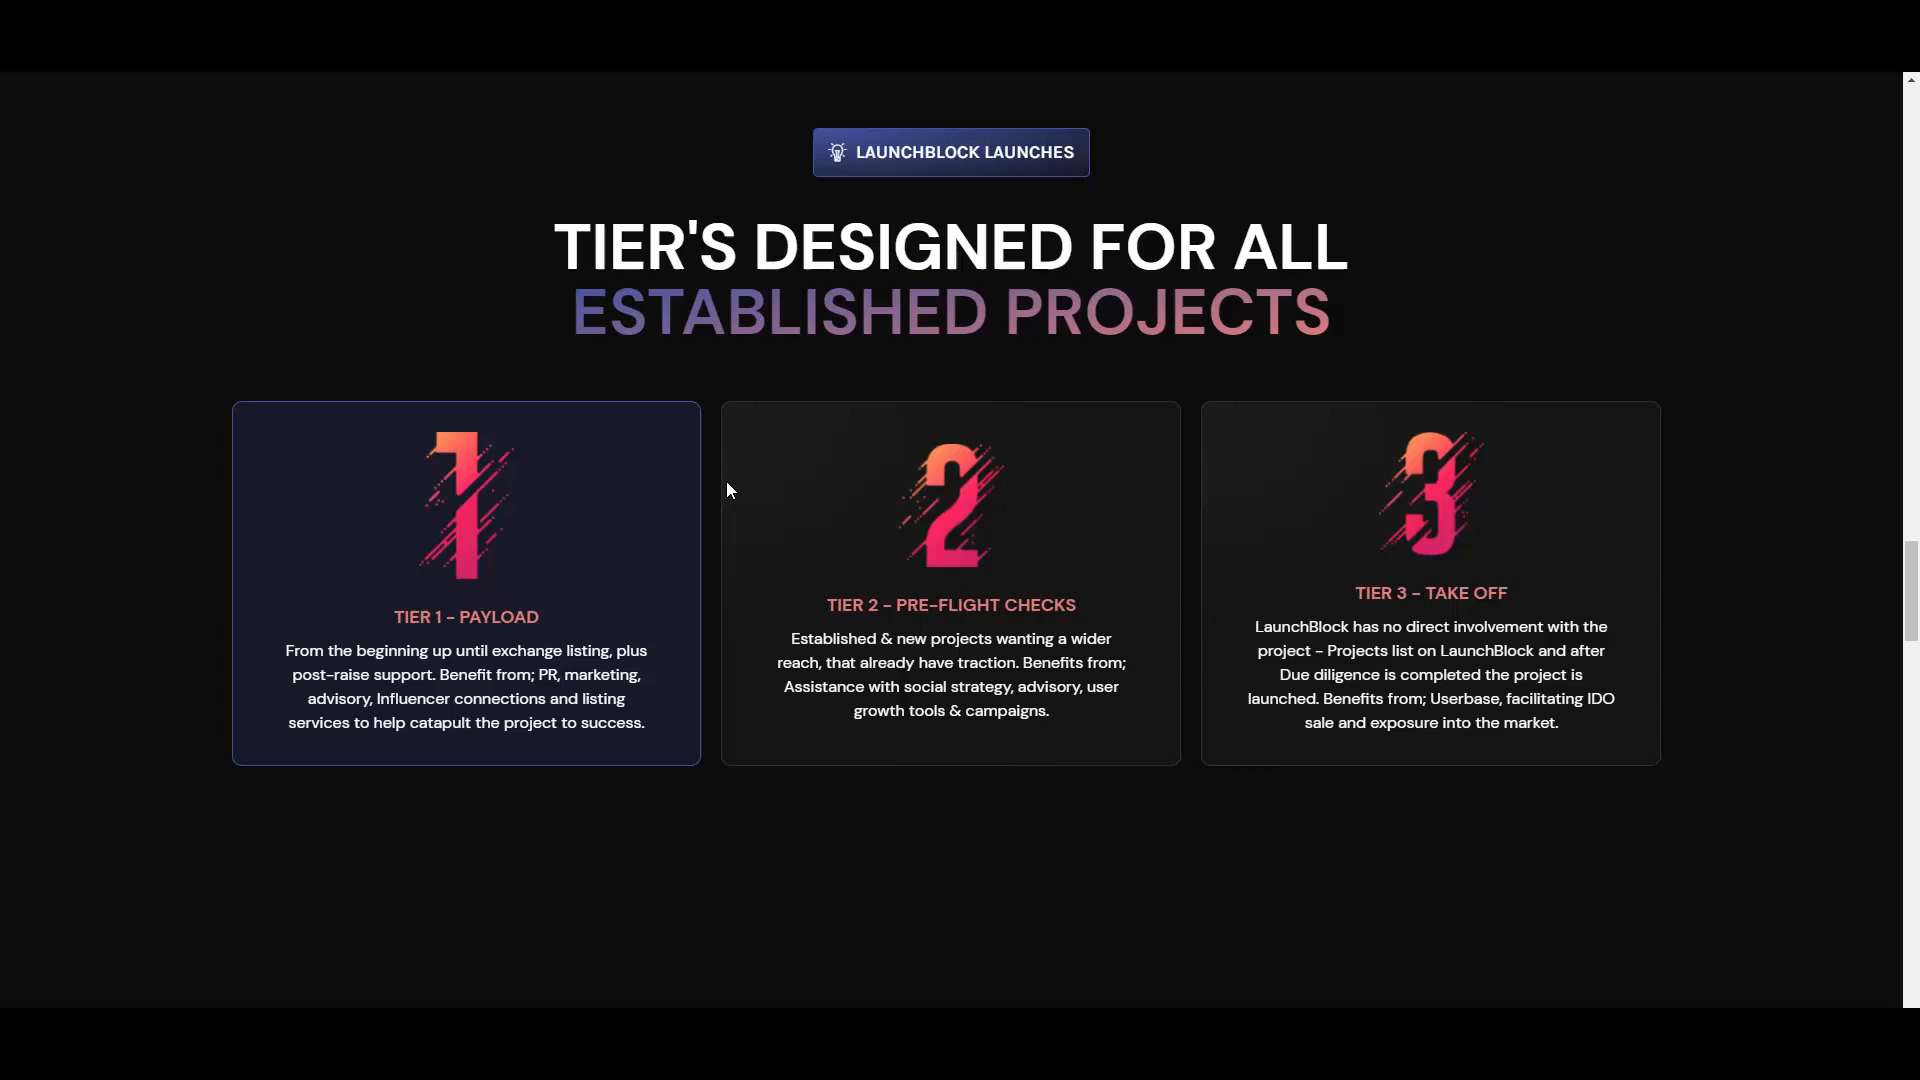 LAUNCHBLOCK LAUNCHES
TIER'S DESIGNED FOR ALL
ESTABLISHED PROJECTS
1
TIER 1 - PAYLOAD
From the beginning up until exchange listing, plus
post-raise support. Benefit from; PR, marketing,
advisory, Influencer connections and listing
services to help catapult the project to success.
2
TIER 2 - PRE-FLIGHT CHECKS
Established & new projects wanting a wider
reach, that already have traction. Benefits from;
Assistance with social strategy, advisory, user
growth tools & campaigns.
3
TIER 3 - TAKE OFF
LaunchBlock has no direct involvement with the
project - Projects list on LaunchBlock and after
Due diligence is completed the project is
launched. Benefits from; Userbase, facilitating IDO
sale and exposure into the market.